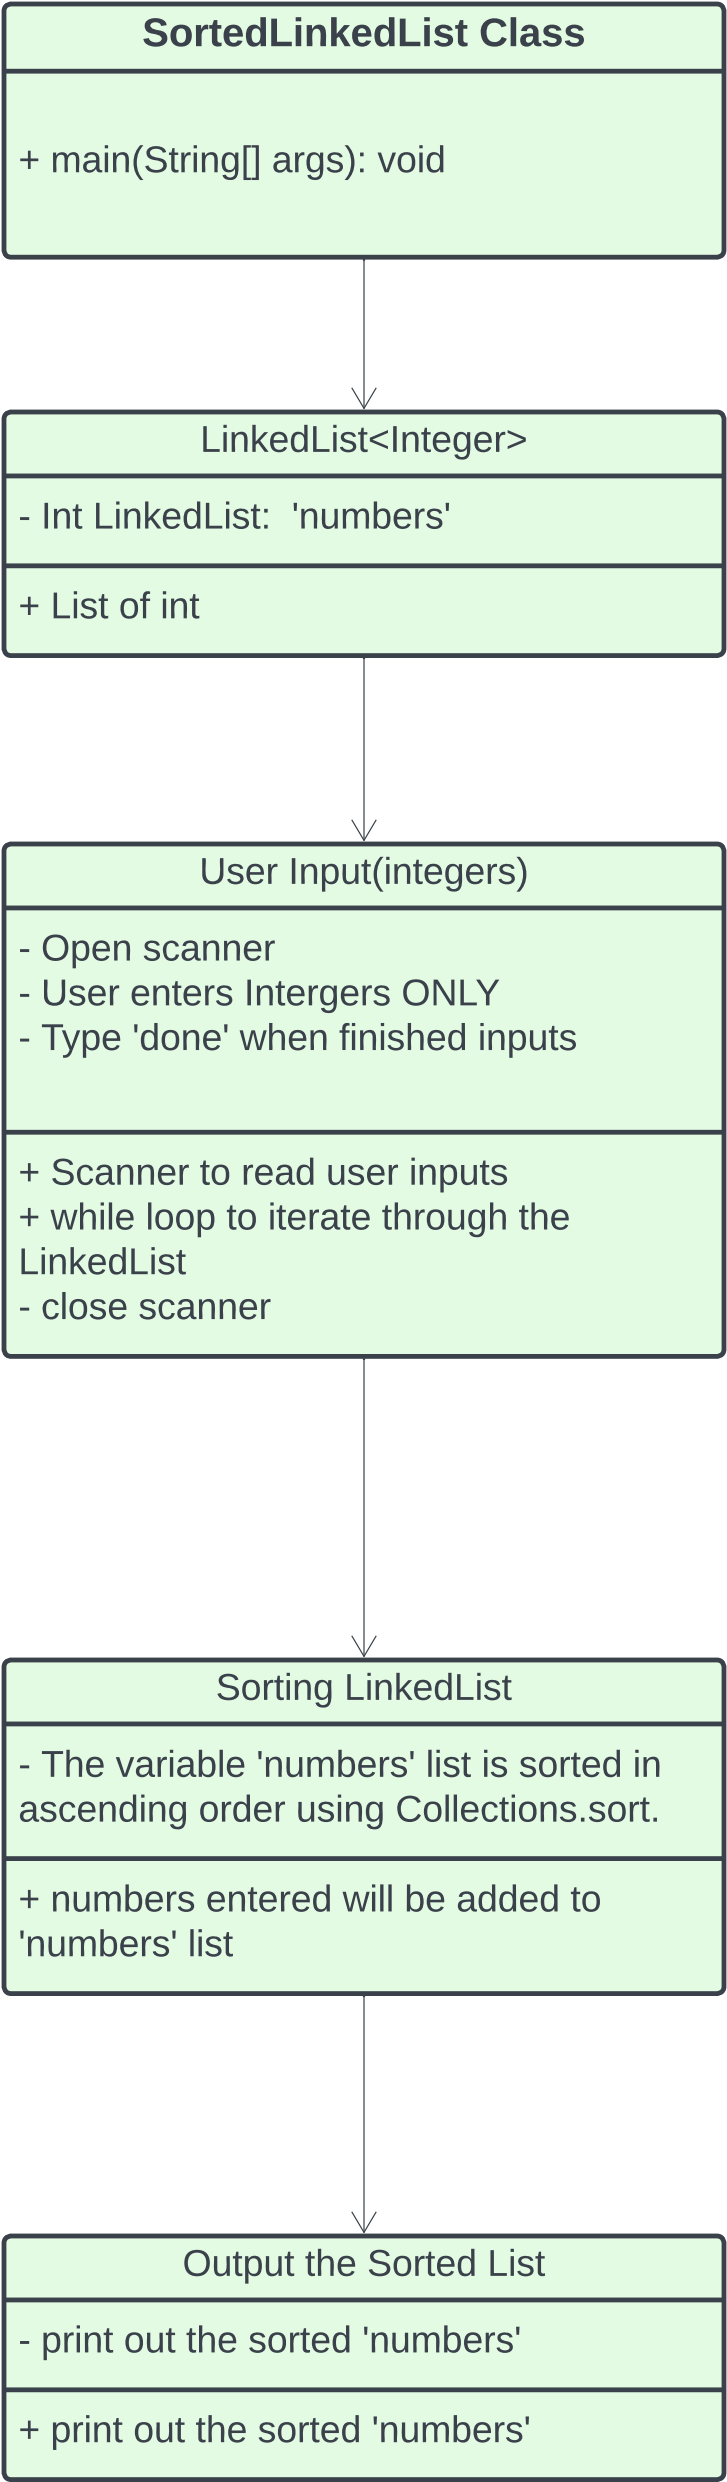 SortedLinkedList Class
+ main(String[] args): void
LinkedList<Integer>
- Int LinkedList:  'numbers'
+ List of int
User Input(integers)
- Open scanner
- User enters Intergers ONLY
- Type 'done' when finished inputs
+ Scanner to read user inputs
+ while loop to iterate through the
LinkedList
- close scanner
Sorting LinkedList
- The variable 'numbers' list is sorted in
ascending order using Collections.sort.
+ numbers entered will be added to
'numbers' list
Output the Sorted List
- print out the sorted 'numbers'
+ print out the sorted 'numbers'